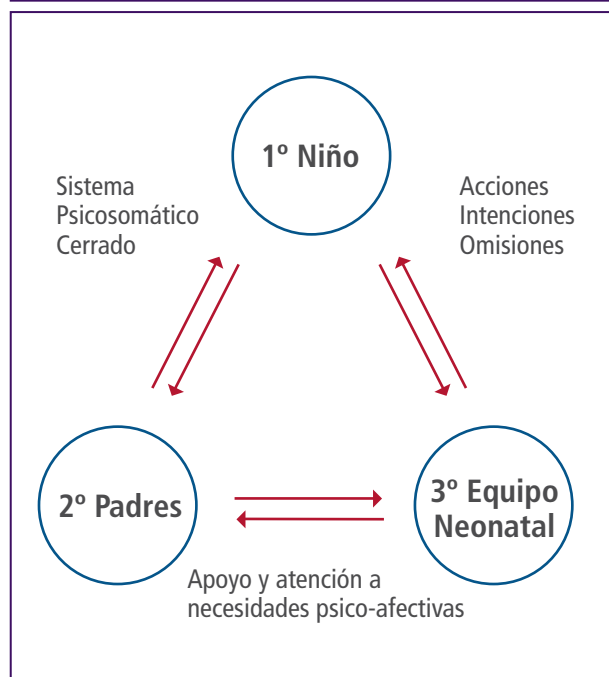 1º Niño
Sistema
Psicosomático
Cerrado
Acciones
Intenciones
Omisiones
2º Padres
3º Equipo
Neonatal
Apoyo y atención a
necesidades psico-afectivas